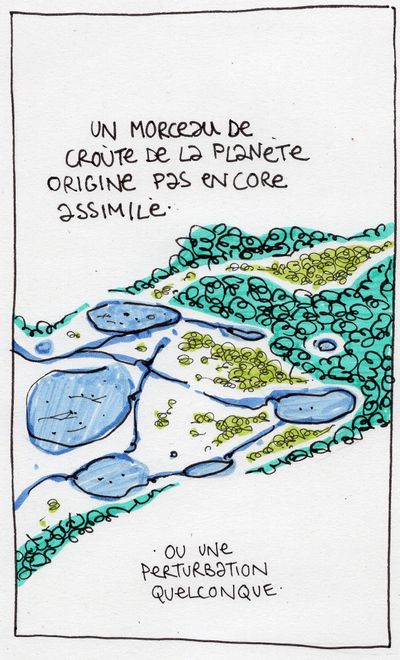 UN MORCEAU DE
CROÛTE DE LA PLANÈTE
ORIGINE PAS ENCORE
ASSIMILÉ.
. OU UNE
PERTURBATION
QUELCONQUE.